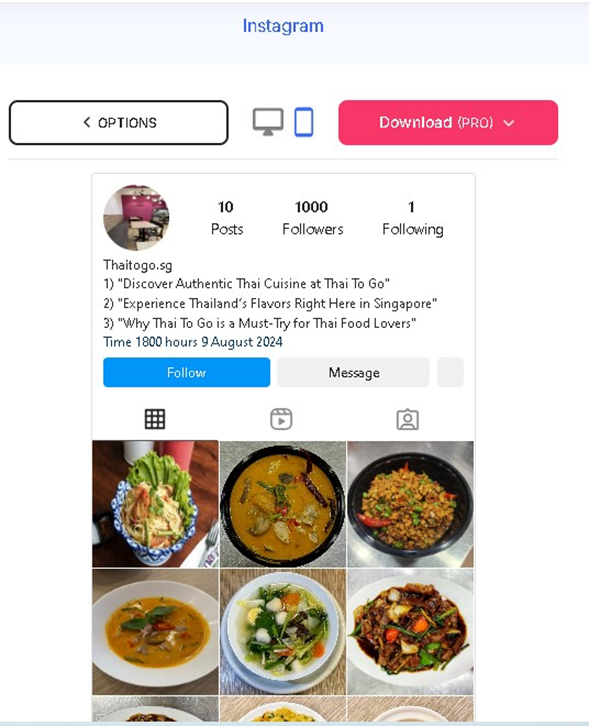 Instagram
< OPTIONS
Download (PRO)
10 1000 1
Posts Followers Following
Thaitogo.sg
1) "Discover Authentic Thai Cuisine at Thai To Go"
2) "Experience Thailand's Flavors Right Here in Singapore"
3) "Why Thai To Go is a Must-Try for Thai Food Lovers"
Time 1800 hours 9 August 2024
Follow Message